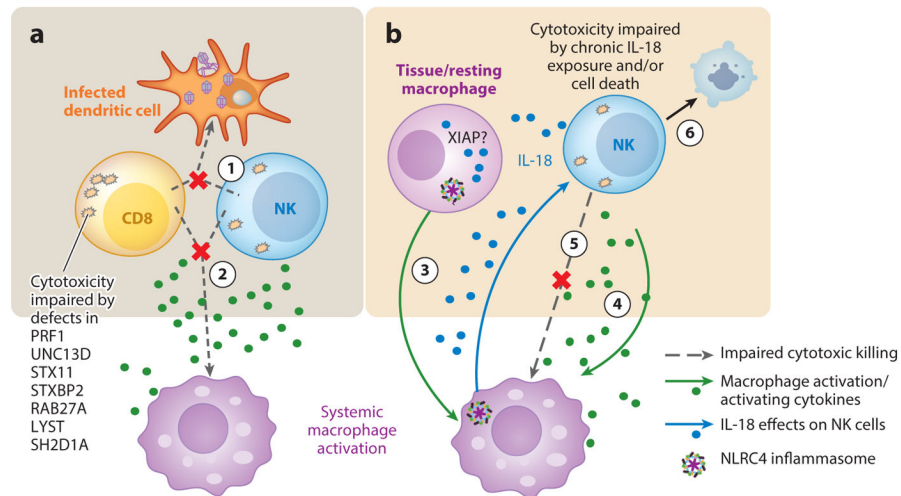 a
Infected
dendritic cell
1
CD8
NK
2
Cytotoxicity
impaired by
defects in
PRF1
UNC13D
STX11
STXBP2
RAB27A
LYST
SH2D1A
Systemic
macrophage
activation
b
Tissue/resting
macrophage
Cytotoxicity impaired
by chronic IL-18
exposure and/or
cell death
XIAP?
IL-18
NK
6
3
5
4
Impaired cytotoxic killing
Macrophage activation/
activating cytokines
IL-18 effects on NK cells
NLRC4 inflammasome